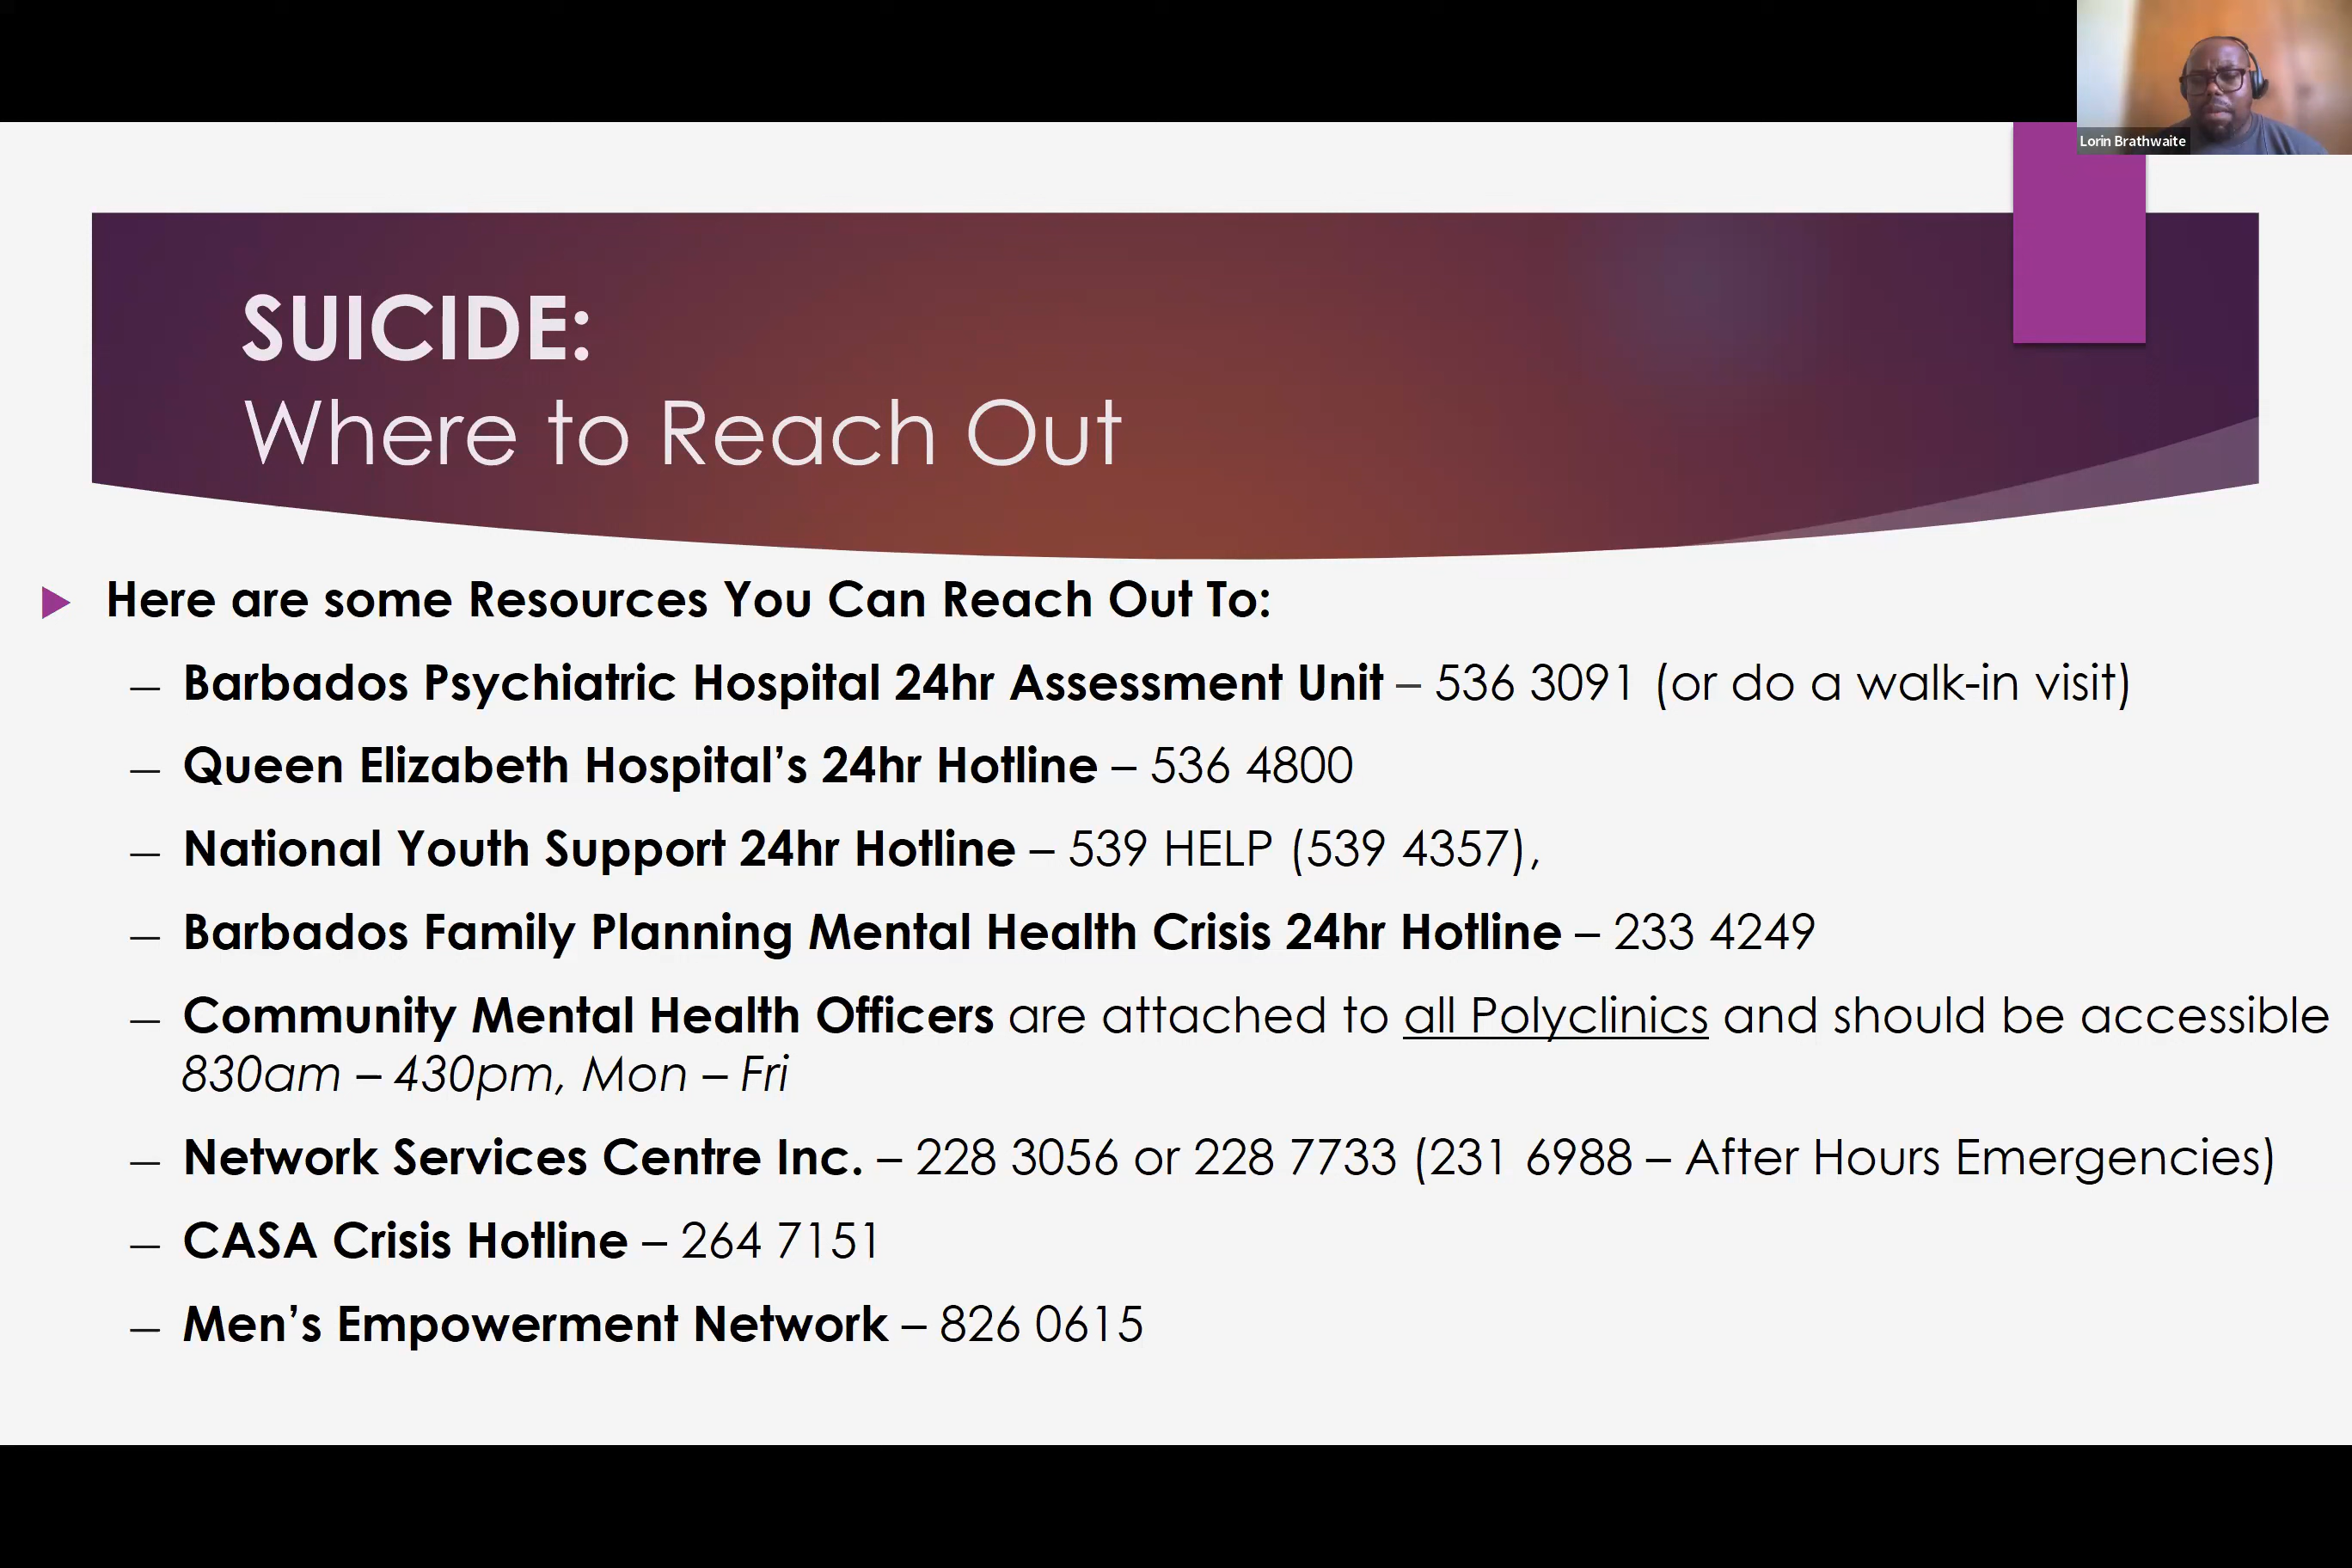 Lorin Brathwaite
SUICIDE:
Where to Reach Out
Here are some Resources You Can Reach Out To:
– Barbados Psychiatric Hospital 24hr Assessment Unit – 536 3091 (or do a walk-in visit)
– Queen Elizabeth Hospital’s 24hr Hotline – 536 4800
– National Youth Support 24hr Hotline – 539 HELP (539 4357),
– Barbados Family Planning Mental Health Crisis 24hr Hotline – 233 4249
– Community Mental Health Officers are attached to all Polyclinics and should be accessible
830am – 430pm, Mon – Fri
– Network Services Centre Inc. – 228 3056 or 228 7733 (231 6988 – After Hours Emergencies)
– CASA Crisis Hotline – 264 7151
– Men’s Empowerment Network – 826 0615